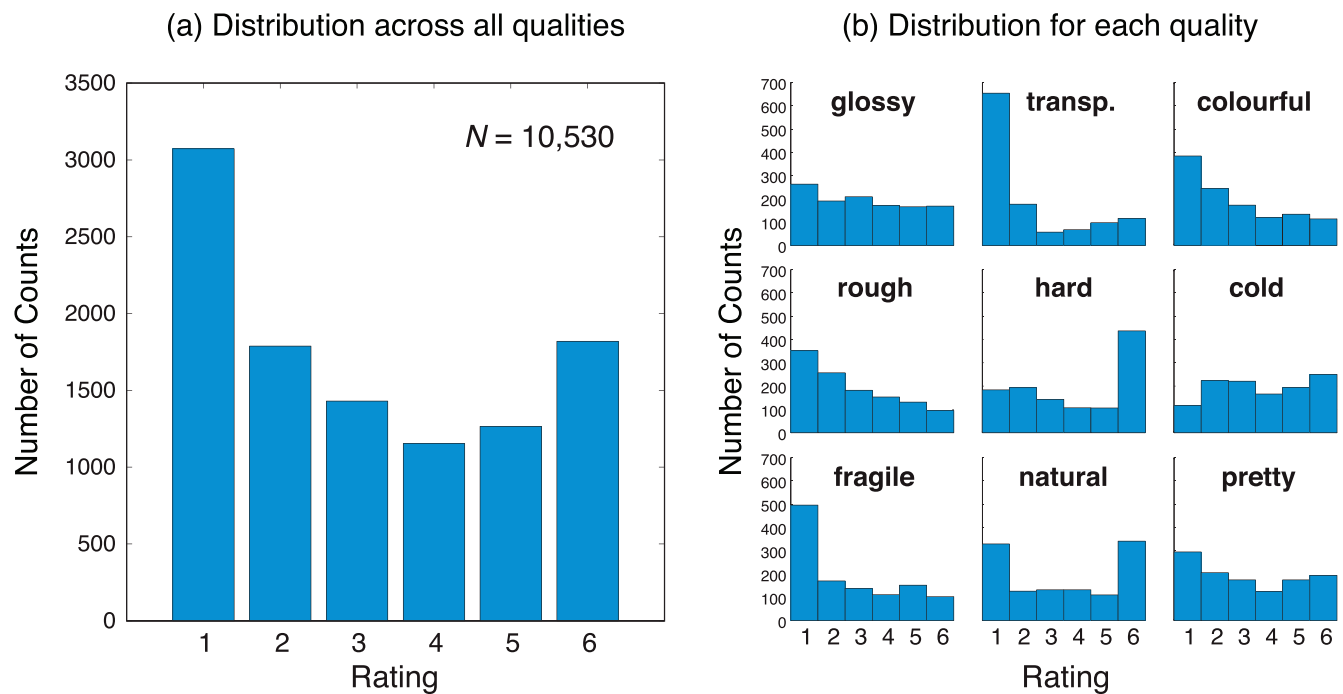 (a) Distribution across all qualities
Number of Counts
3500
3000
2500
2000
1500
1000
500
0
N = 10,530
1 2 3 4 5 6
Rating
(b) Distribution for each quality
Number of Counts
700
600
500
400
300
200
100
0
glossy
transp.
colourful
700
600
500
400
300
200
100
0
rough
hard
cold
700
600
500
400
300
200
100
0
fragile
natural
pretty
1 2 3 4 5 6
1 2 3 4 5 6
1 2 3 4 5 6
Rating